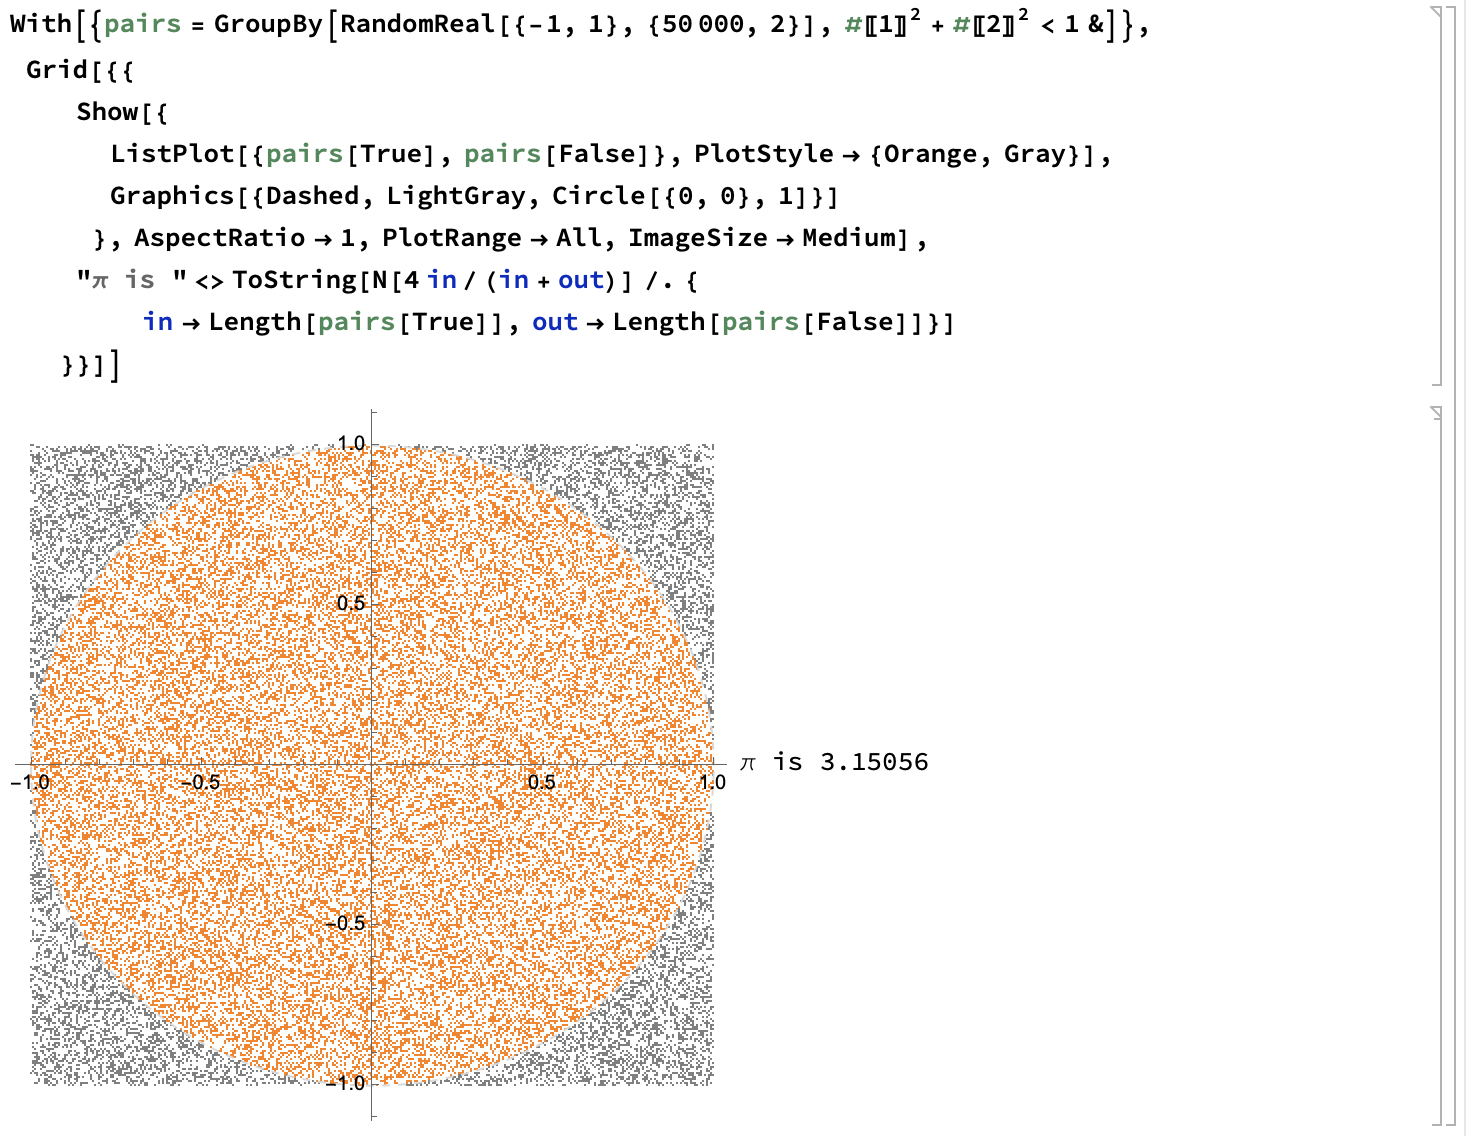 With[{pairs = GroupBy[RandomReal[{-1, 1}, {50 000, 2}], #〚1〛² + #〚2〛² < 1 &]},
Grid[{{
Show[{
ListPlot[{pairs[True], pairs[False]}, PlotStyle → {Orange, Gray}],
Graphics[{Dashed, LightGray, Circle[{0, 0}, 1]}]
}, AspectRatio → 1, PlotRange → All, ImageSize → Medium],
"π is " <> ToString[N[4 in / (in + out)] /. {
in → Length[pairs[True]], out → Length[pairs[False]]}]
}}]]
1.0
0.5
π is 3.15056
−1.0 −0.5 0.5 1.0
−0.5
−1.0